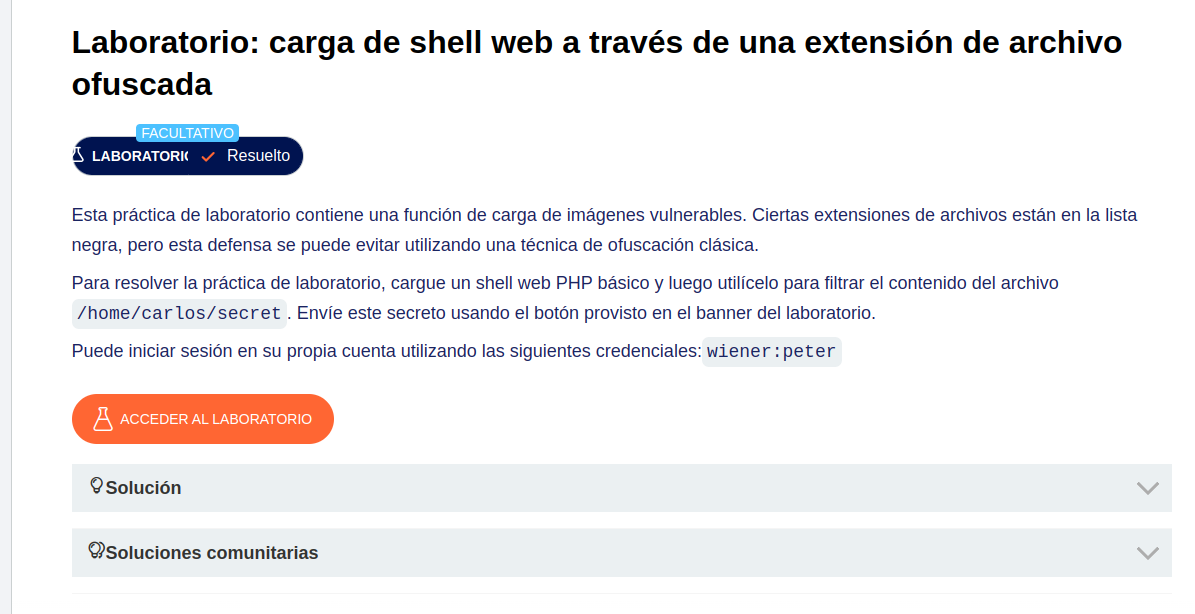 Laboratorio: carga de shell web a través de una extensión de archivo
ofuscada
FACULTATIVO
LABORATORIO Resuelto
Esta práctica de laboratorio contiene una función de carga de imágenes vulnerables. Ciertas extensiones de archivos están en la lista
negra, pero esta defensa se puede evitar utilizando una técnica de ofuscación clásica.
Para resolver la práctica de laboratorio, cargue un shell web PHP básico y luego utilícelo para filtrar el contenido del archivo
/home/carlos/secret. Envíe este secreto usando el botón provisto en el banner del laboratorio.
Puede iniciar sesión en su propia cuenta utilizando las siguientes credenciales:wiener:peter
ACCEDER AL LABORATORIO
Solución
Soluciones comunitarias